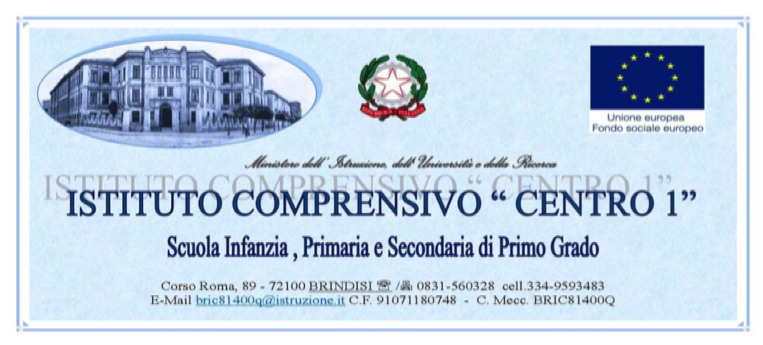 Unione europea
Fondo sociale europeo
Ministero dell' Istruzione, dell' Università e della Ricerca
ISTITUTO COMPRENSIVO “ CENTRO 1”
Scuola Infanzia , Primaria e Secondaria di Primo Grado
Corso Roma, 89 - 72100 BRINDISI ☎ /🖷 0831-560328 cell.334-9593483
E-Mail bric81400q@istruzione.it C.F. 91071180748 - C. Mecc. BRIC81400Q